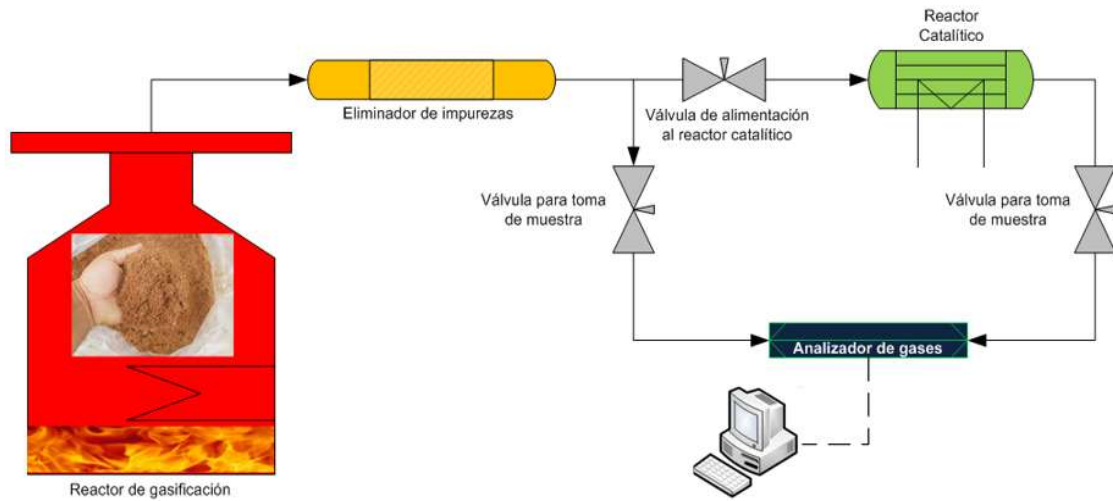 Reactor
Catalítico
Eliminador de impurezas
Válvula de alimentación
al reactor catalítico
Válvula para toma
de muestra
Válvula para toma
de muestra
Analizador de gases
Reactor de gasificación